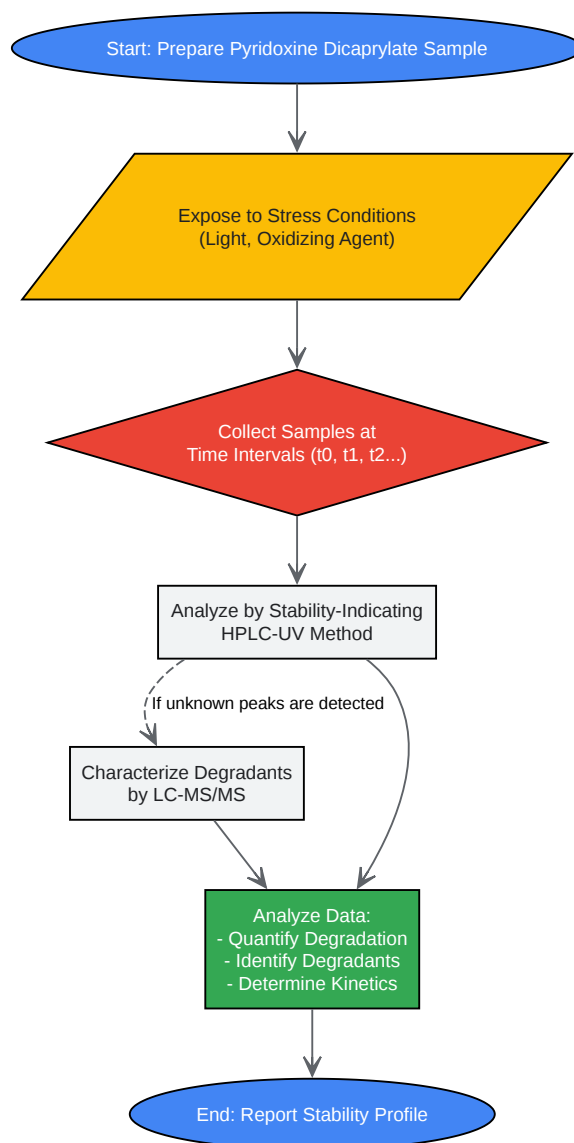 Start: Prepare Pyridoxine Dicaprylate Sample
Expose to Stress Conditions
(Light, Oxidizing Agent)
Collect Samples at
Time Intervals (t0, t1, t2...)
Analyze by Stability-Indicating
HPLC-UV Method
If unknown peaks are detected
Characterize Degradants
by LC-MS/MS
Analyze Data:
- Quantify Degradation
- Identify Degradants
- Determine Kinetics
End: Report Stability Profile